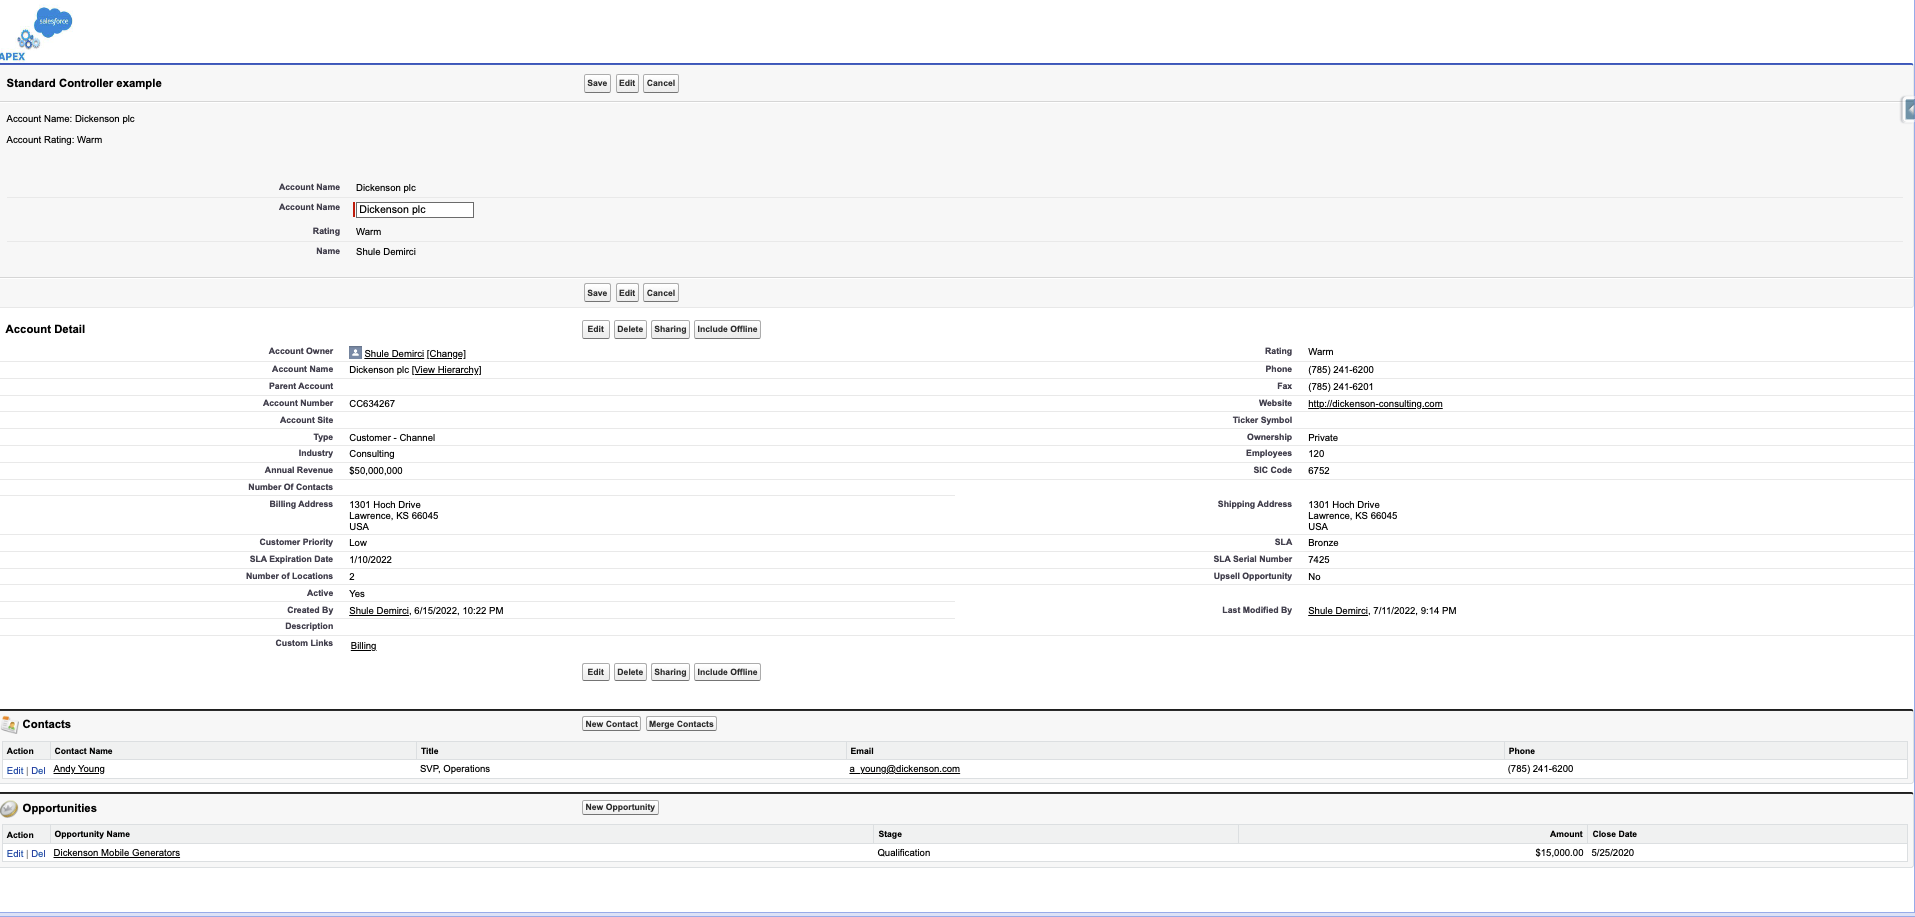 salesforce
APEX
Standard Controller example Save Edit Cancel
Account Name: Dickenson plc
Account Rating: Warm
Account Name Dickenson plc
Account Name Dickenson plc
Rating Warm
Name Shule Demirci
Save Edit Cancel
Account Detail Edit Delete Sharing Include Offline
Account Owner Shule Demirci [Change] Rating Warm
Account Name Dickenson plc [View Hierarchy] Phone (785) 241-6200
Parent Account Fax (785) 241-6201
Account Number CC634267 Website http://dickenson-consulting.com
Account Site Ticker Symbol
Type Customer - Channel Ownership Private
Industry Consulting Employees 120
Annual Revenue $50,000,000 SIC Code 6752
Number Of Contacts
Billing Address 1301 Hoch Drive Shipping Address 1301 Hoch Drive
Lawrence, KS 66045 Lawrence, KS 66045
USA USA
Customer Priority Low SLA Bronze
SLA Expiration Date 1/10/2022 SLA Serial Number 7425
Number of Locations 2 Upsell Opportunity No
Active Yes
Created By Shule Demirci, 6/15/2022, 10:22 PM Last Modified By Shule Demirci, 7/11/2022, 9:14 PM
Description
Custom Links Billing
Edit Delete Sharing Include Offline
Contacts New Contact Merge Contacts
Action Contact Name Title Email Phone
Edit | Del Andy Young SVP, Operations a_young@dickenson.com (785) 241-6200
Opportunities New Opportunity
Action Opportunity Name Stage Amount Close Date
Edit | Del Dickenson Mobile Generators Qualification $15,000.00 5/25/2020